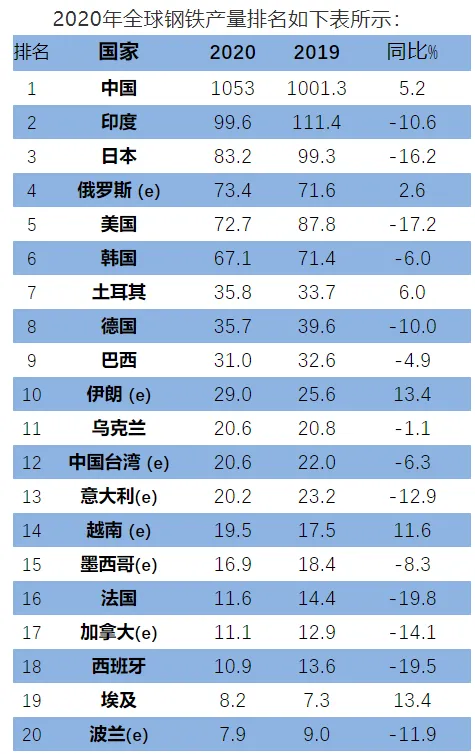 2020年全球钢铁产量排名如下表所示：
排名 国家 2020 2019 同比%
1 中国 1053 1001.3 5.2
2 印度 99.6 111.4 -10.6
3 日本 83.2 99.3 -16.2
4 俄罗斯 (e) 73.4 71.6 2.6
5 美国 72.7 87.8 -17.2
6 韩国 67.1 71.4 -6.0
7 土耳其 35.8 33.7 6.0
8 德国 35.7 39.6 -10.0
9 巴西 31.0 32.6 -4.9
10 伊朗 (e) 29.0 25.6 13.4
11 乌克兰 20.6 20.8 -1.1
12 中国台湾 (e) 20.6 22.0 -6.3
13 意大利(e) 20.2 23.2 -12.9
14 越南 (e) 19.5 17.5 11.6
15 墨西哥(e) 16.9 18.4 -8.3
16 法国 11.6 14.4 -19.8
17 加拿大(e) 11.1 12.9 -14.1
18 西班牙 10.9 13.6 -19.5
19 埃及 8.2 7.3 13.4
20 波兰(e) 7.9 9.0 -11.9